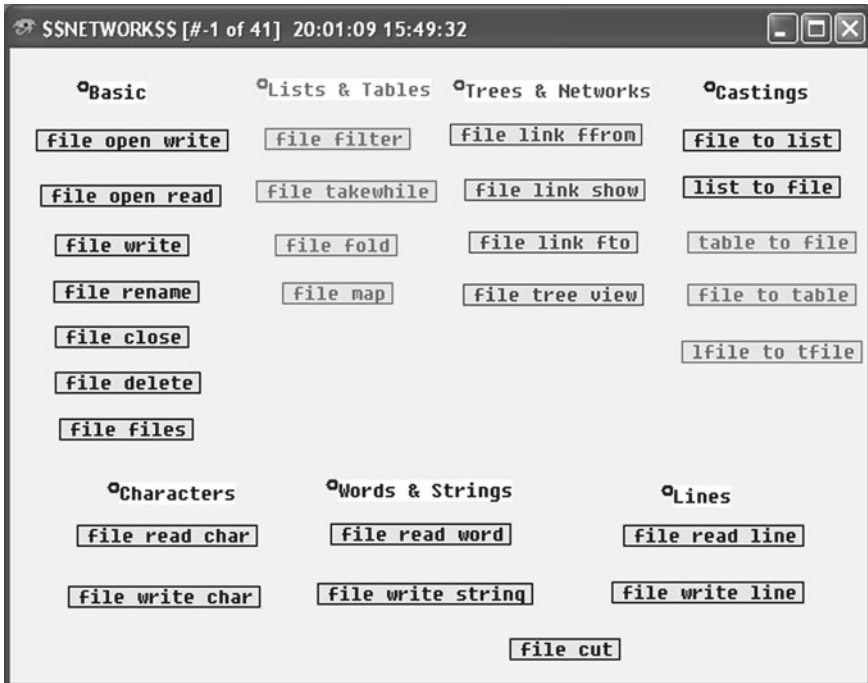 $$NETWORK$$ [#-1 of 41] 20:01:09 15:49:32
Basic
file open write
file open read
file write
file rename
file close
file delete
file files
Lists & Tables
file filter
file takewhile
file fold
file map
Trees & Networks
file link ffrom
file link show
file link fto
file tree view
Castings
file to list
list to file
table to file
file to table
lfile to tfile
Characters
file read char
file write char
Words & Strings
file read word
file write string
Lines
file read line
file write line
file cut